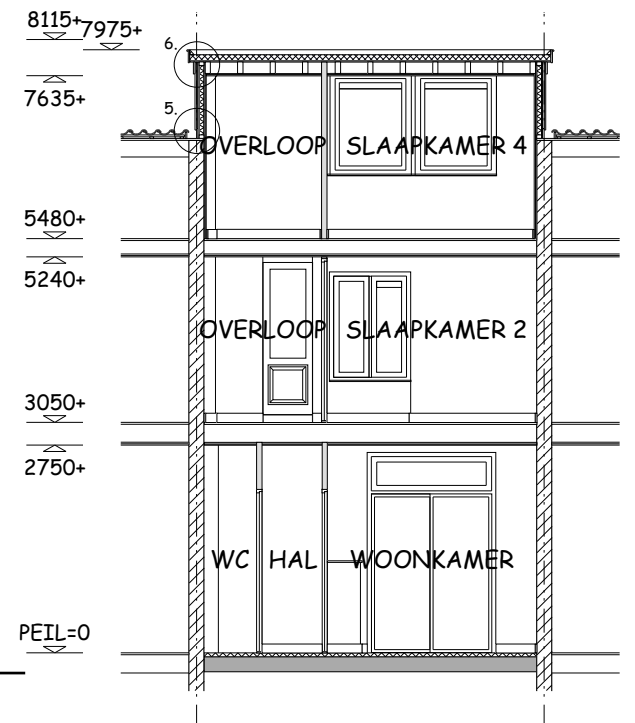 8115+
7975+
6.
7635+
5.
OVERLOOP SLAAPKAMER 4
5480+
5240+
OVERLOOP SLAAPKAMER 2
3050+
2750+
WC HAL WOONKAMER
PEIL=0